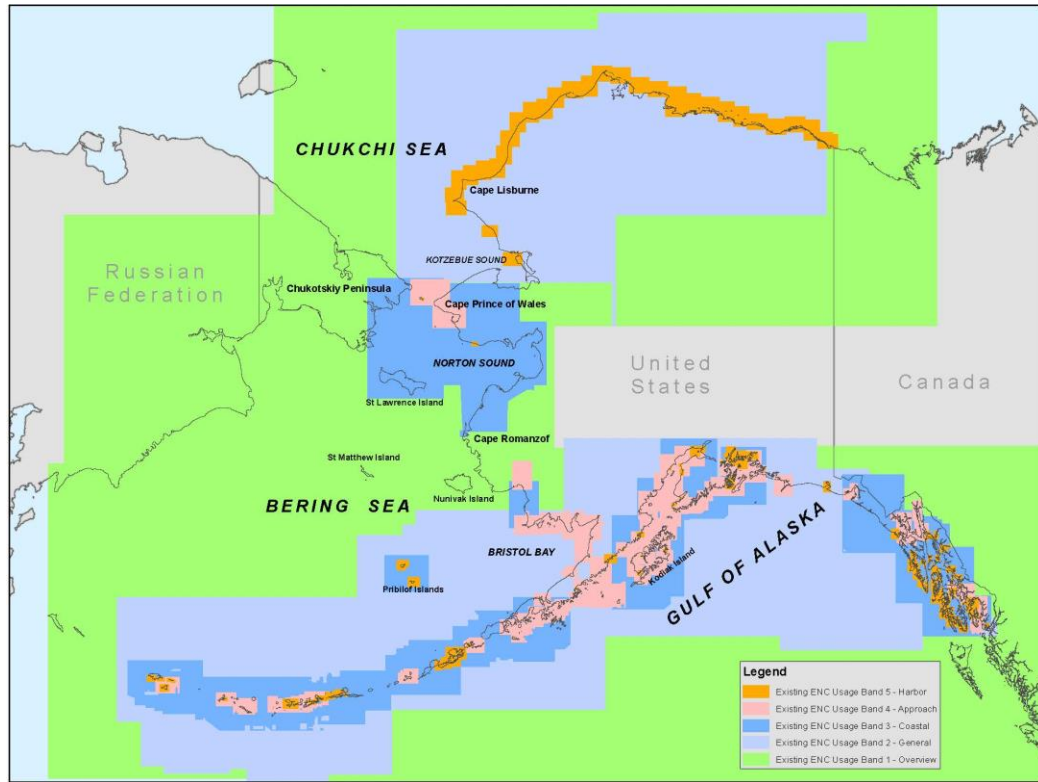 CHUKCHI SEA
Cape Lisburne
KOTZEBUE SOUND
Russian
Federation
Chukotskiy Peninsula
Cape Prince of Wales
NORTON SOUND
United
States
Canada
St Lawrence Island
Cape Romanzof
St Matthew Island
Nunivak Island
BERING SEA
BRISTOL BAY
Pribilof Islands
Kodiak Island
GULF OF ALASKA
Legend
Existing ENC Usage Band 5 - Harbor
Existing ENC Usage Band 4 - Approach
Existing ENC Usage Band 3 - Coastal
Existing ENC Usage Band 2 - General
Existing ENC Usage Band 1 - Overview